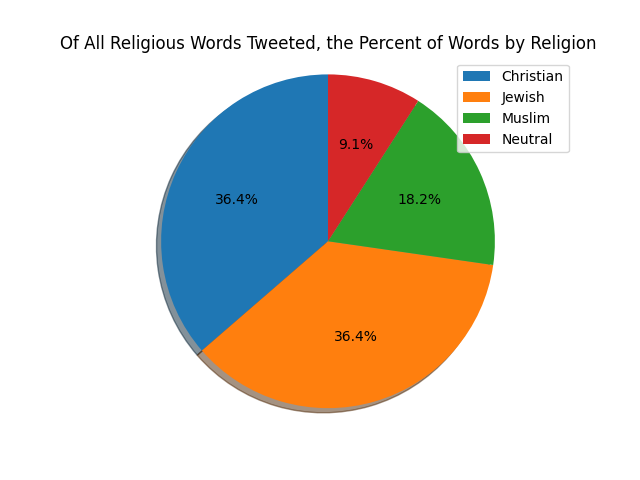 Of All Religious Words Tweeted, the Percent of Words by Religion
Christian
Jewish
Muslim
Neutral
9.1%
36.4%
18.2%
36.4%